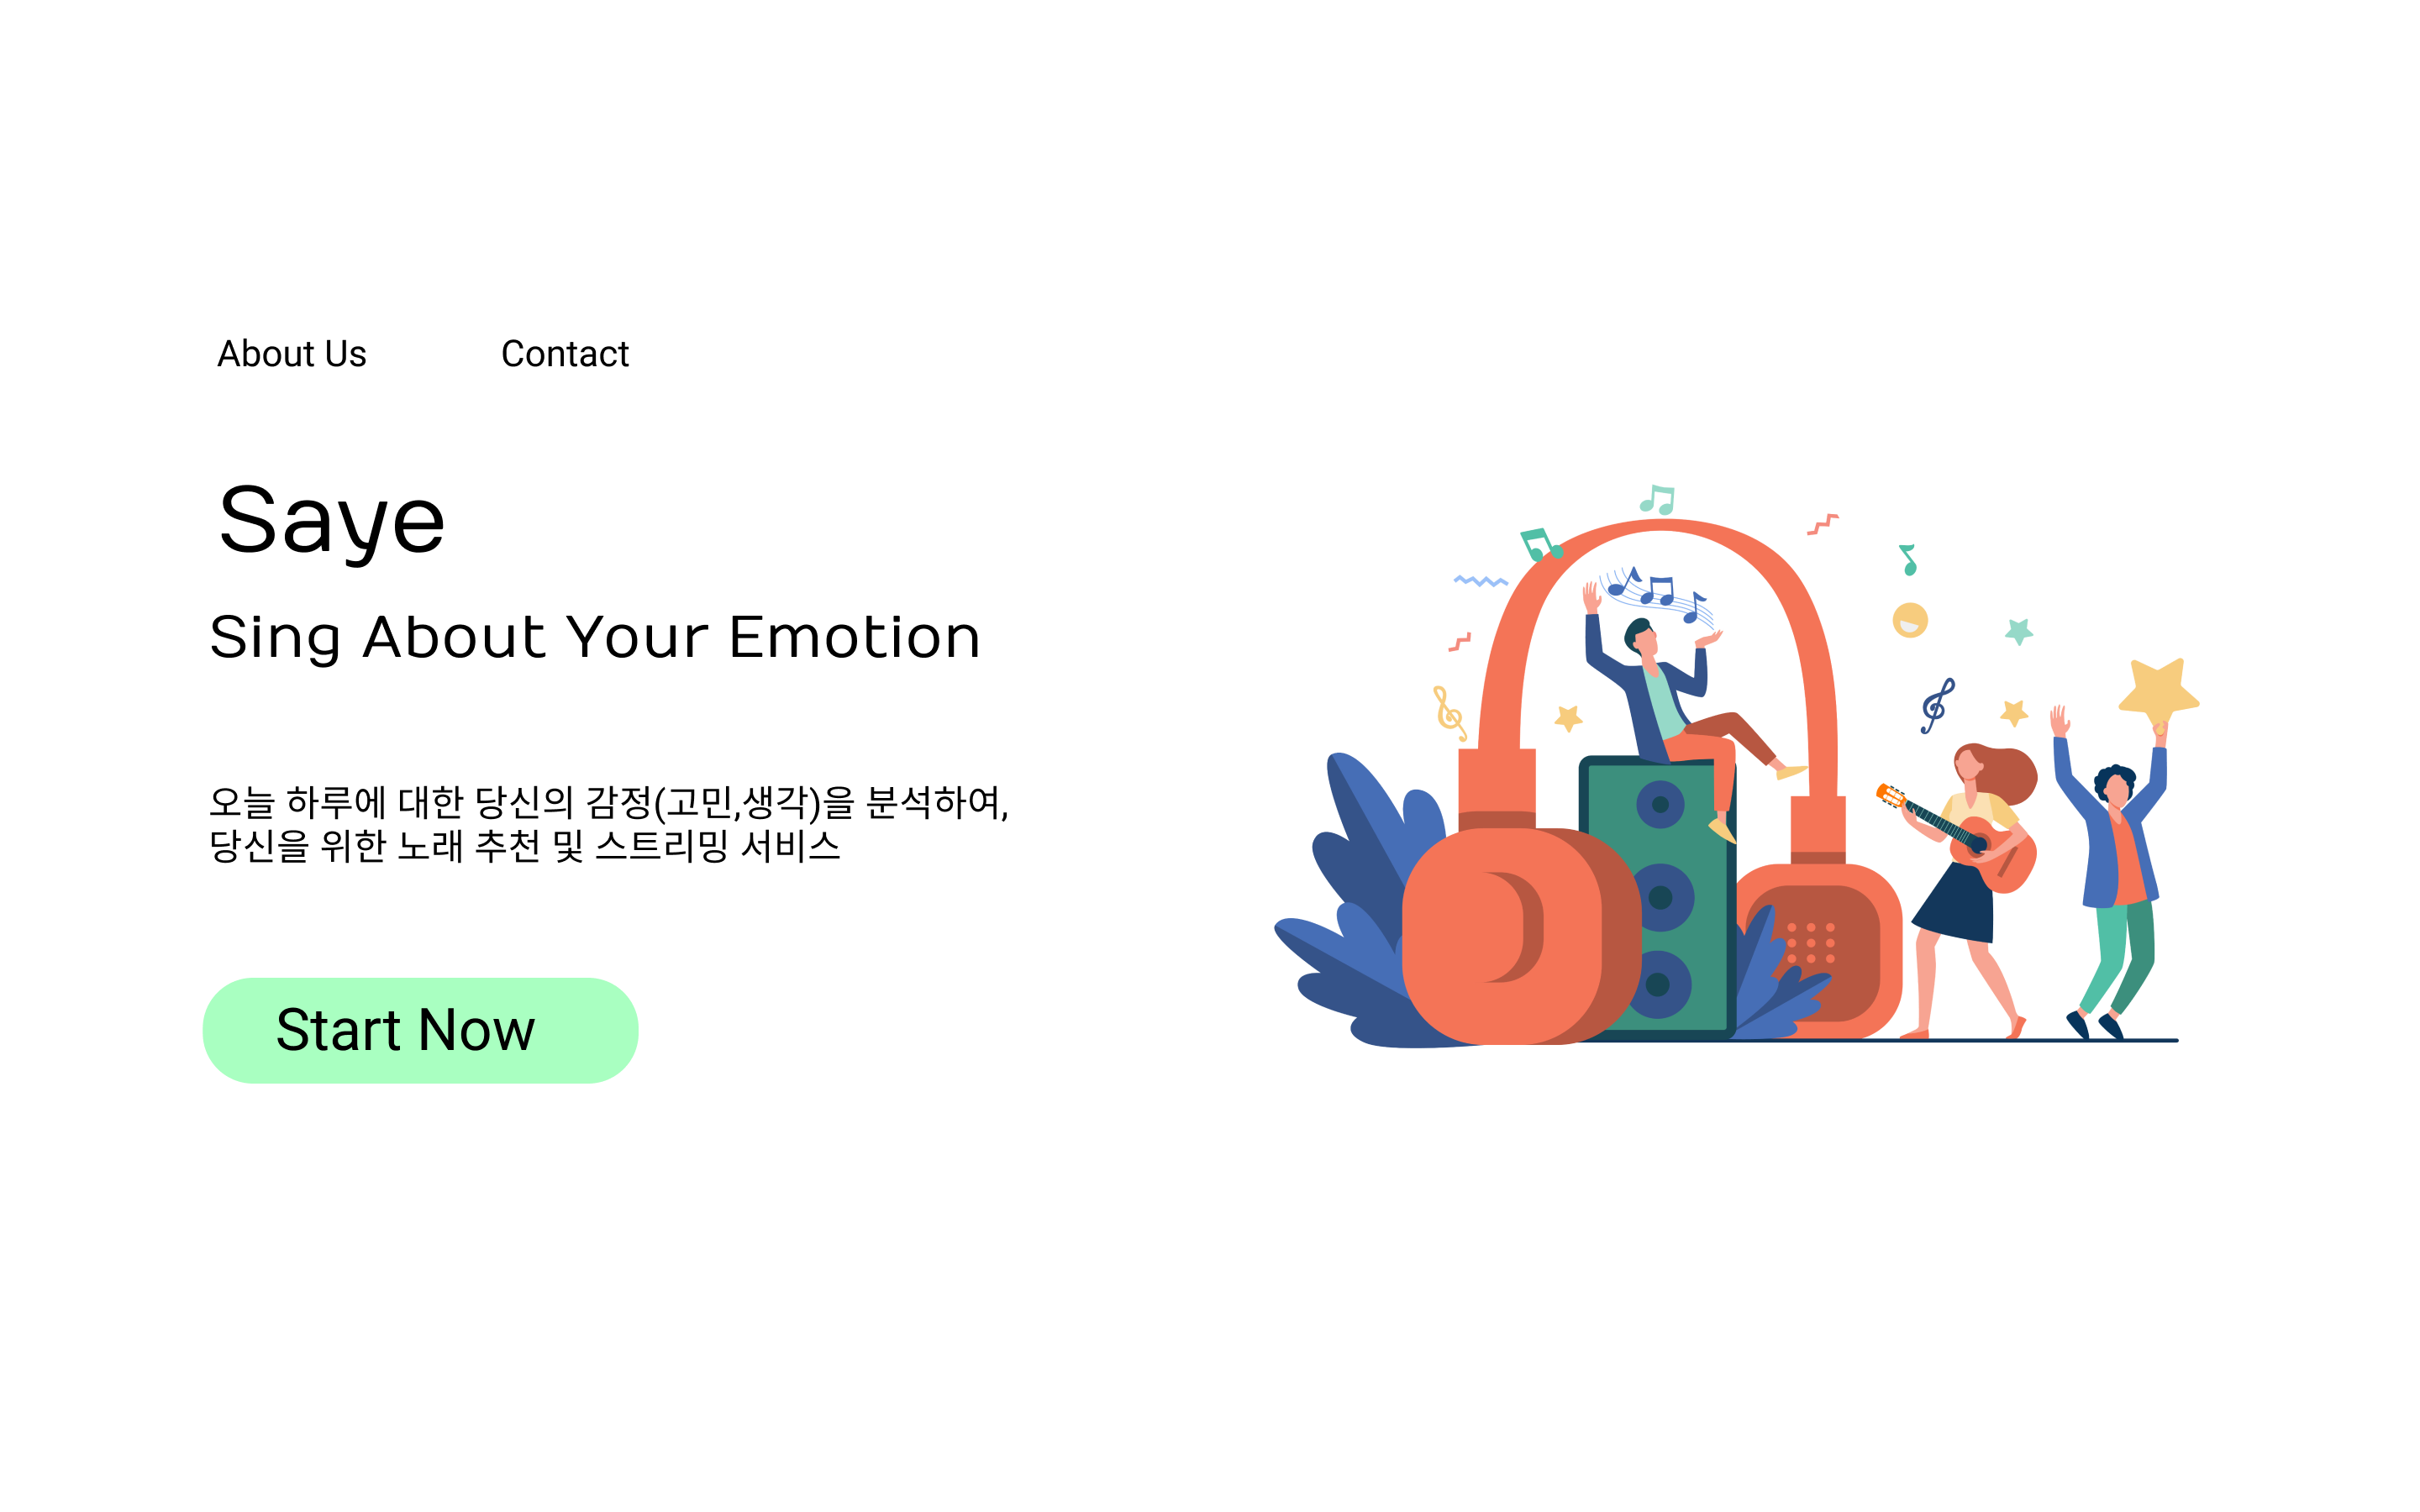 About Us
Contact
Saye
Sing About Your Emotion
오늘 하루에 대한 당신의 감정(고민,생각)을 분석하여,
당신을 위한 노래 추천 및 스트리밍 서비스
Start Now